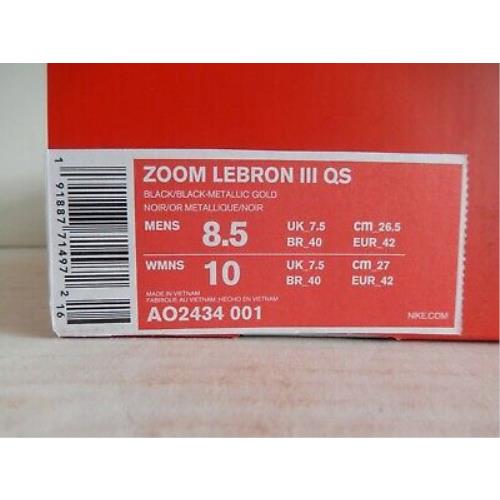 ZOOM LEBRON III QS
BLACK/BLACK-METALLIC GOLD
NOIR/OR METALLIQUE/NOIR
MENS 8.5 UK_7.5 cm_26.5
BR_40 EUR_42
WMNS 10 UK_7.5 cm_27
BR_40 EUR_42
MADE IN VIETNAM
FABRIQUÉ AU VIETNAM, HECHO EN VIETNAM
AO2434 001
NIKE.COM
1 91887 71497 2 16